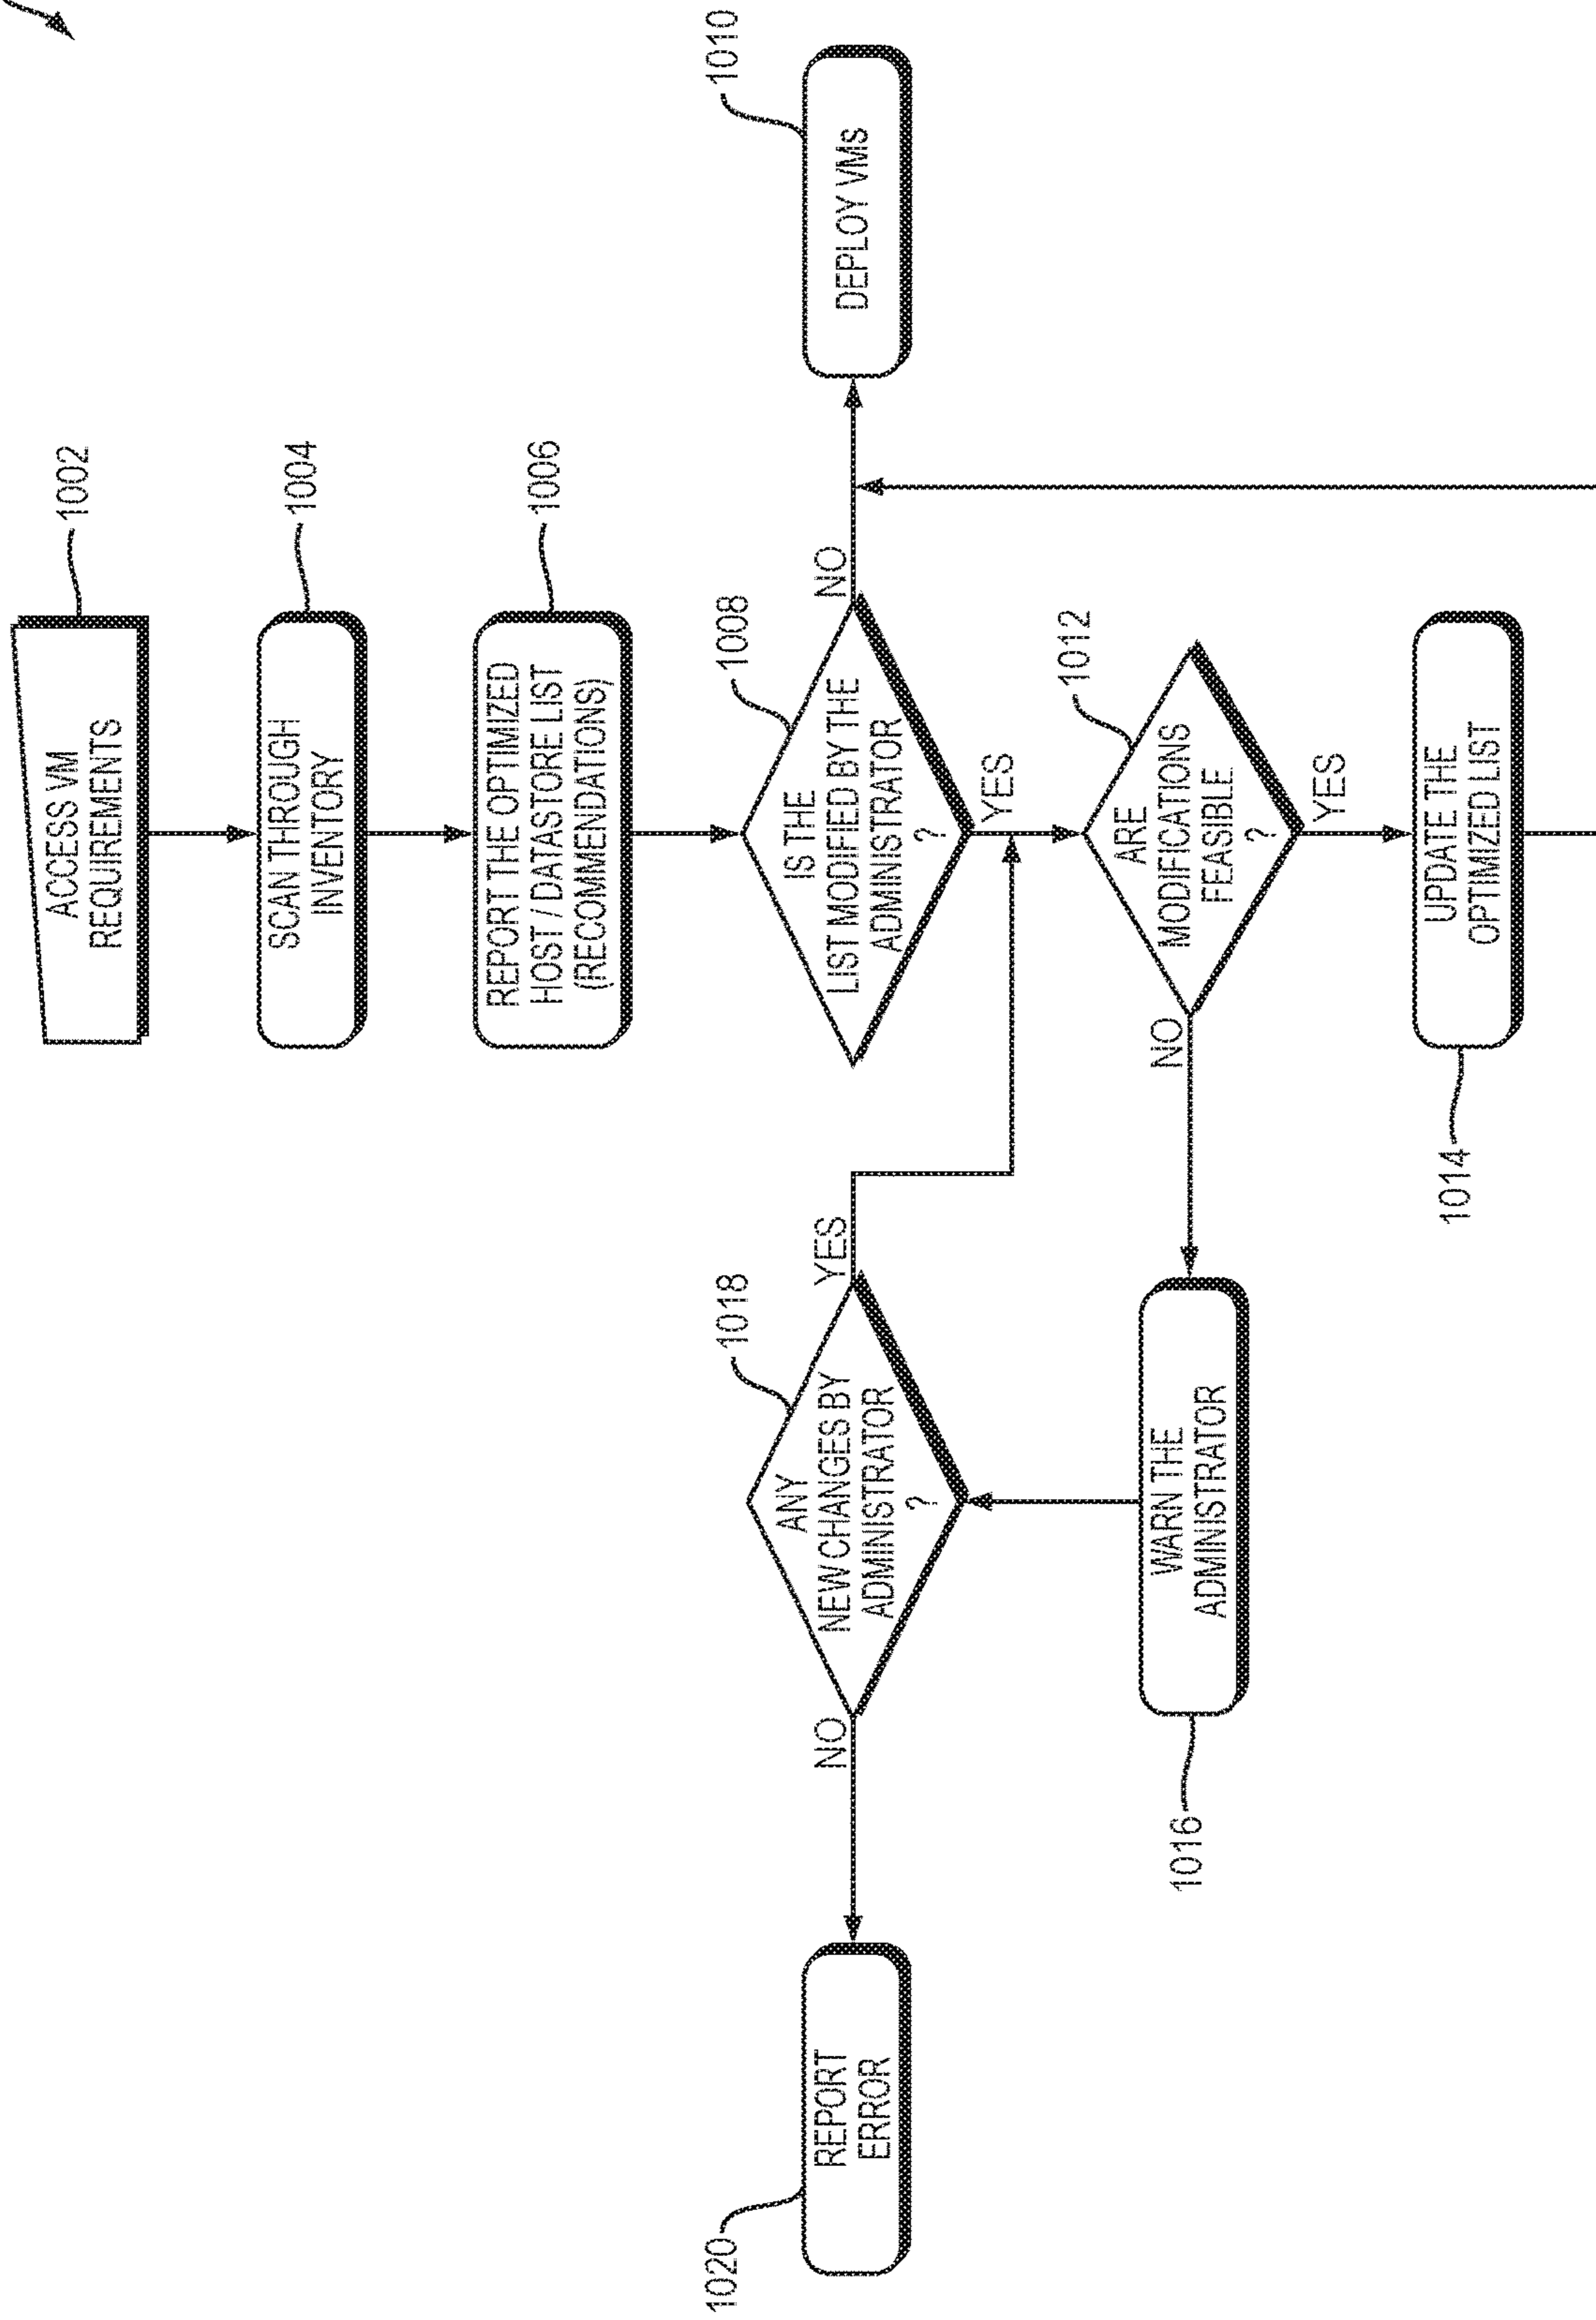 1002
ACCESS VM
REQUIREMENTS
1004
SCAN THROUGH
INVENTORY
1006
REPORT THE OPTIMIZED
HOST / DATASTORE LIST
(RECOMMENDATIONS)
1008
IS THE
LIST MODIFIED BY THE
ADMINISTRATOR
?
NO
YES
1010
DEPLOY VMs
1012
ARE
MODIFICATIONS
FEASIBLE
?
NO
YES
1014
UPDATE THE
OPTIMIZED LIST
1016
WARN THE
ADMINISTRATOR
1018
ANY
NEW CHANGES BY
ADMINISTRATOR
?
YES
NO
1020
REPORT
ERROR